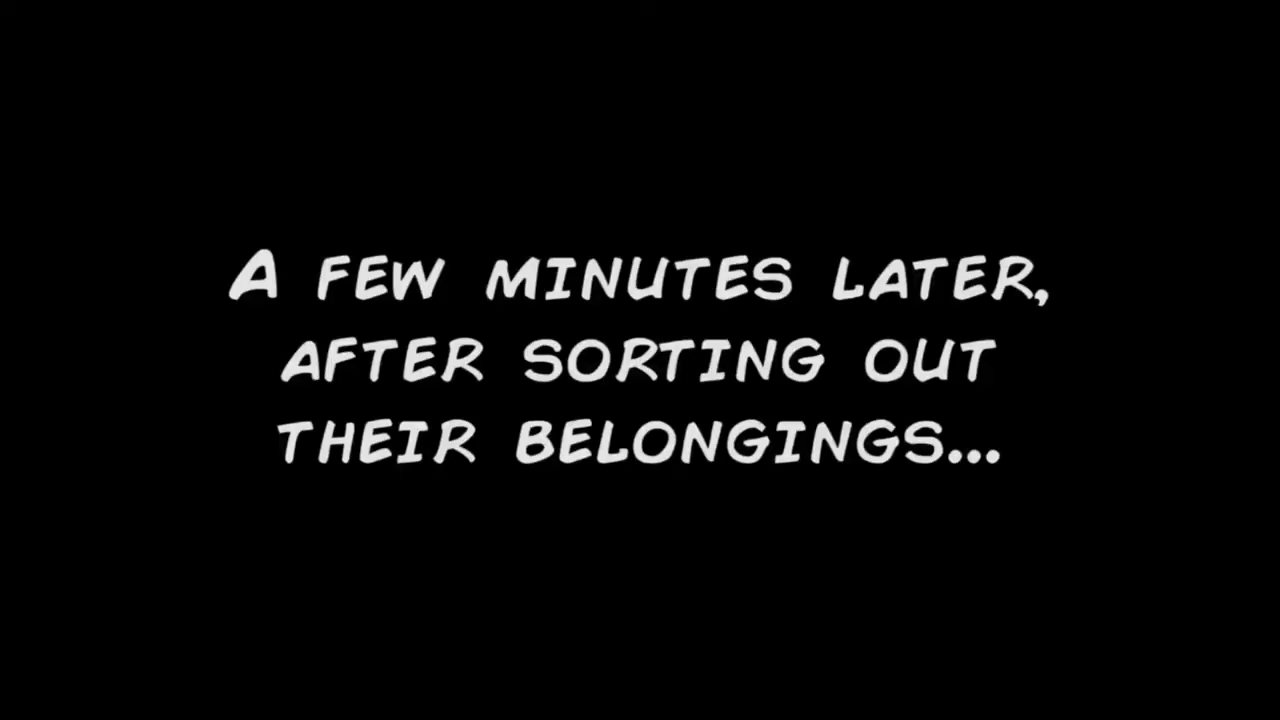 A FEW MINUTES LATER,
AFTER SORTING OUT
THEIR BELONGINGS...